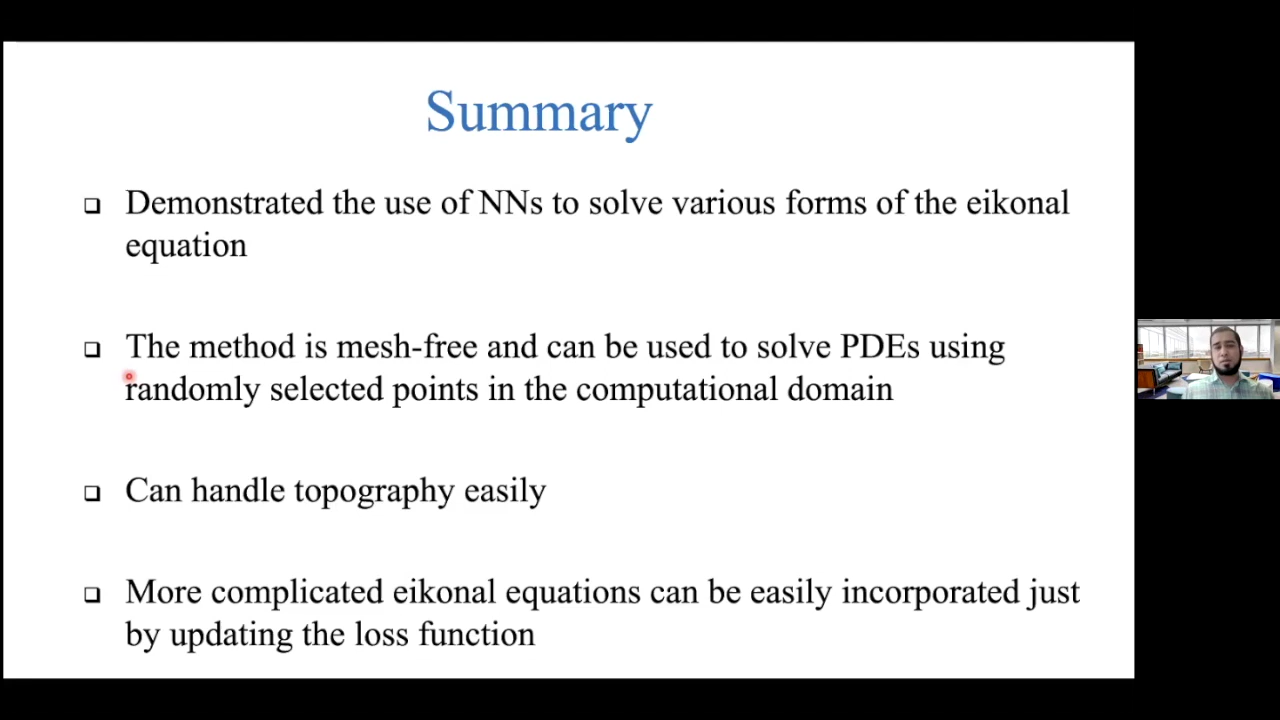 Summary
Demonstrated the use of NNs to solve various forms of the eikonal
equation
The method is mesh-free and can be used to solve PDEs using
randomly selected points in the computational domain
Can handle topography easily
More complicated eikonal equations can be easily incorporated just
by updating the loss function